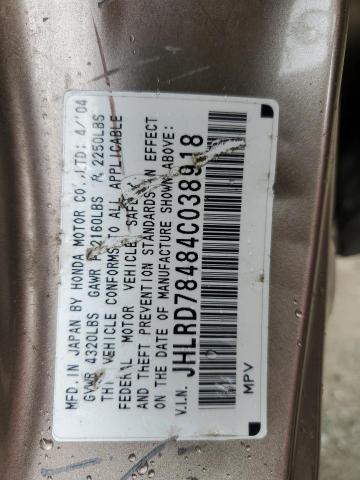 MFD. IN JAPAN BY HONDA MOTOR CO.,LTD: 4/'04
GVWR 4320LBS GAWR F 2160LBS R 2250LBS
THIS VEHICLE CONFORMS TO ALL APPLICABLE
FEDERAL MOTOR VEHICLE SAFETY
AND THEFT PREVENTION STANDARDS IN EFFECT
ON THE DATE OF MANUFACTURE SHOWN ABOVE:
V.I.N. JHLRD78484C038918
MPV